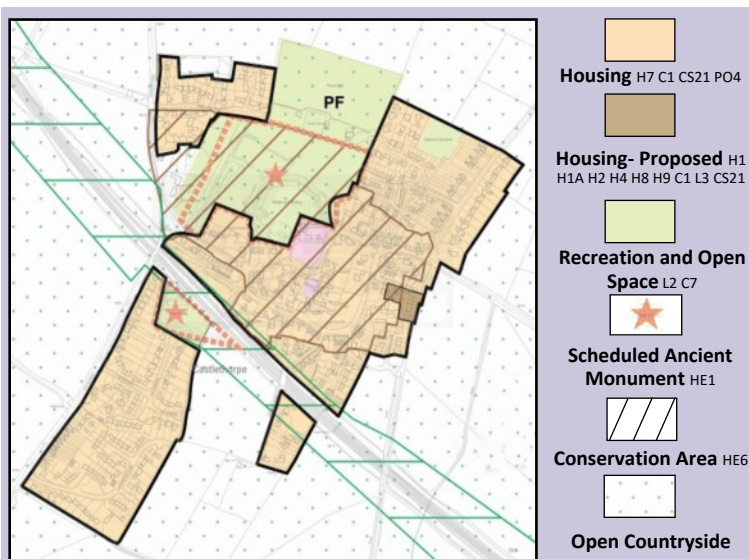 PF
Castlethorpe
Housing H7 C1 CS21 PO4
Housing- Proposed H1
H1A H2 H4 H8 H9 C1 L3 CS21
Recreation and Open
Space L2 C7
Scheduled Ancient
Monument HE1
Conservation Area HE6
Open Countryside